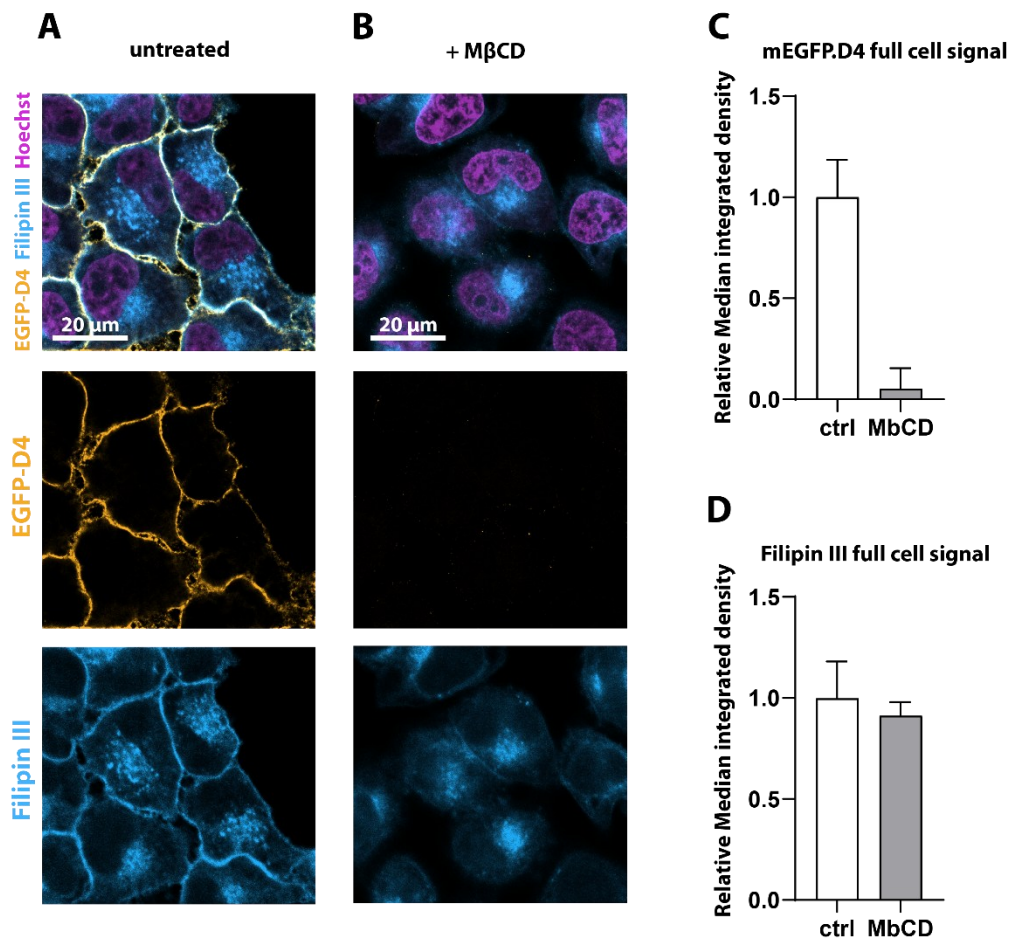 A
untreated
B
+ MβCD
EGFP-D4 Filipin III Hoechst
20 µm
20 µm
EGFP-D4
Filipin III
C
mEGFP.D4 full cell signal
Relative Median integrated density
1.5
1.0
0.5
0.0
ctrl MbCD
D
Filipin III full cell signal
Relative Median integrated density
1.5
1.0
0.5
0.0
ctrl MbCD